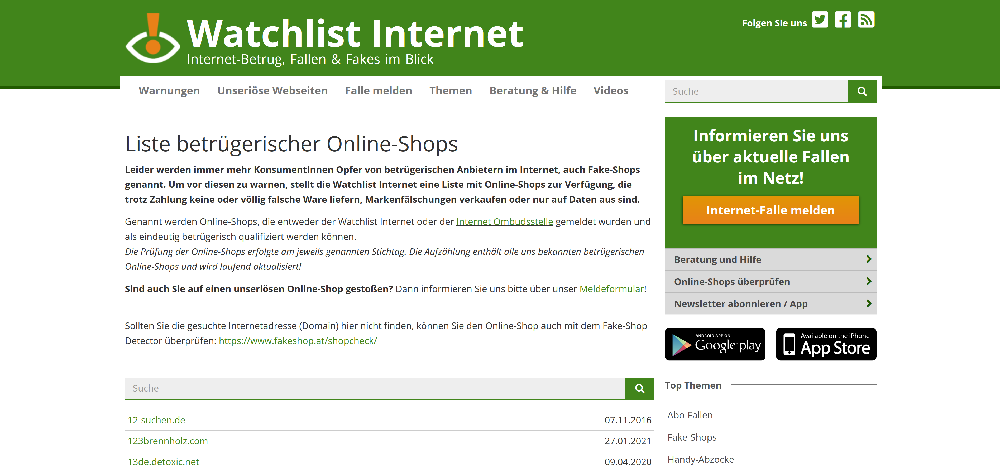 Watchlist Internet
Internet-Betrug, Fallen & Fakes im Blick
Folgen Sie uns
Warnungen
Unseriöse Webseiten
Falle melden
Themen
Beratung & Hilfe
Videos
Suche
Liste betrügerischer Online-Shops
Leider werden immer mehr KonsumentInnen Opfer von betrügerischen Anbietern im Internet, auch Fake-Shops
genannt. Um vor diesen zu warnen, stellt die Watchlist Internet eine Liste mit Online-Shops zur Verfügung, die
trotz Zahlung keine oder völlig falsche Ware liefern, Markenfälschungen verkaufen oder nur auf Daten aus sind.
Genannt werden Online-Shops, die entweder der Watchlist Internet oder der Internet Ombudsstelle gemeldet wurden und
als eindeutig betrügerisch qualifiziert werden können.
Die Prüfung der Online-Shops erfolgte am jeweils genannten Stichtag. Die Aufzählung enthält alle uns bekannten betrügerischen
Online-Shops und wird laufend aktualisiert!
Sind auch Sie auf einen unseriösen Online-Shop gestoßen? Dann informieren Sie uns bitte über unser Meldeformular!
Sollten Sie die gesuchte Internetadresse (Domain) hier nicht finden, können Sie den Online-Shop auch mit dem Fake-Shop
Detector überprüfen: https://www.fakeshop.at/shopcheck/
Suche
12-suchen.de 07.11.2016
123brennholz.com 27.01.2021
13de.detoxic.net 09.04.2020
Informieren Sie uns
über aktuelle Fallen
im Netz!
Internet-Falle melden
Beratung und Hilfe
Online-Shops überprüfen
Newsletter abonnieren / App
ANDROID APP ON
Google play
Available on the iPhone
App Store
Top Themen
Abo-Fallen
Fake-Shops
Handy-Abzocke